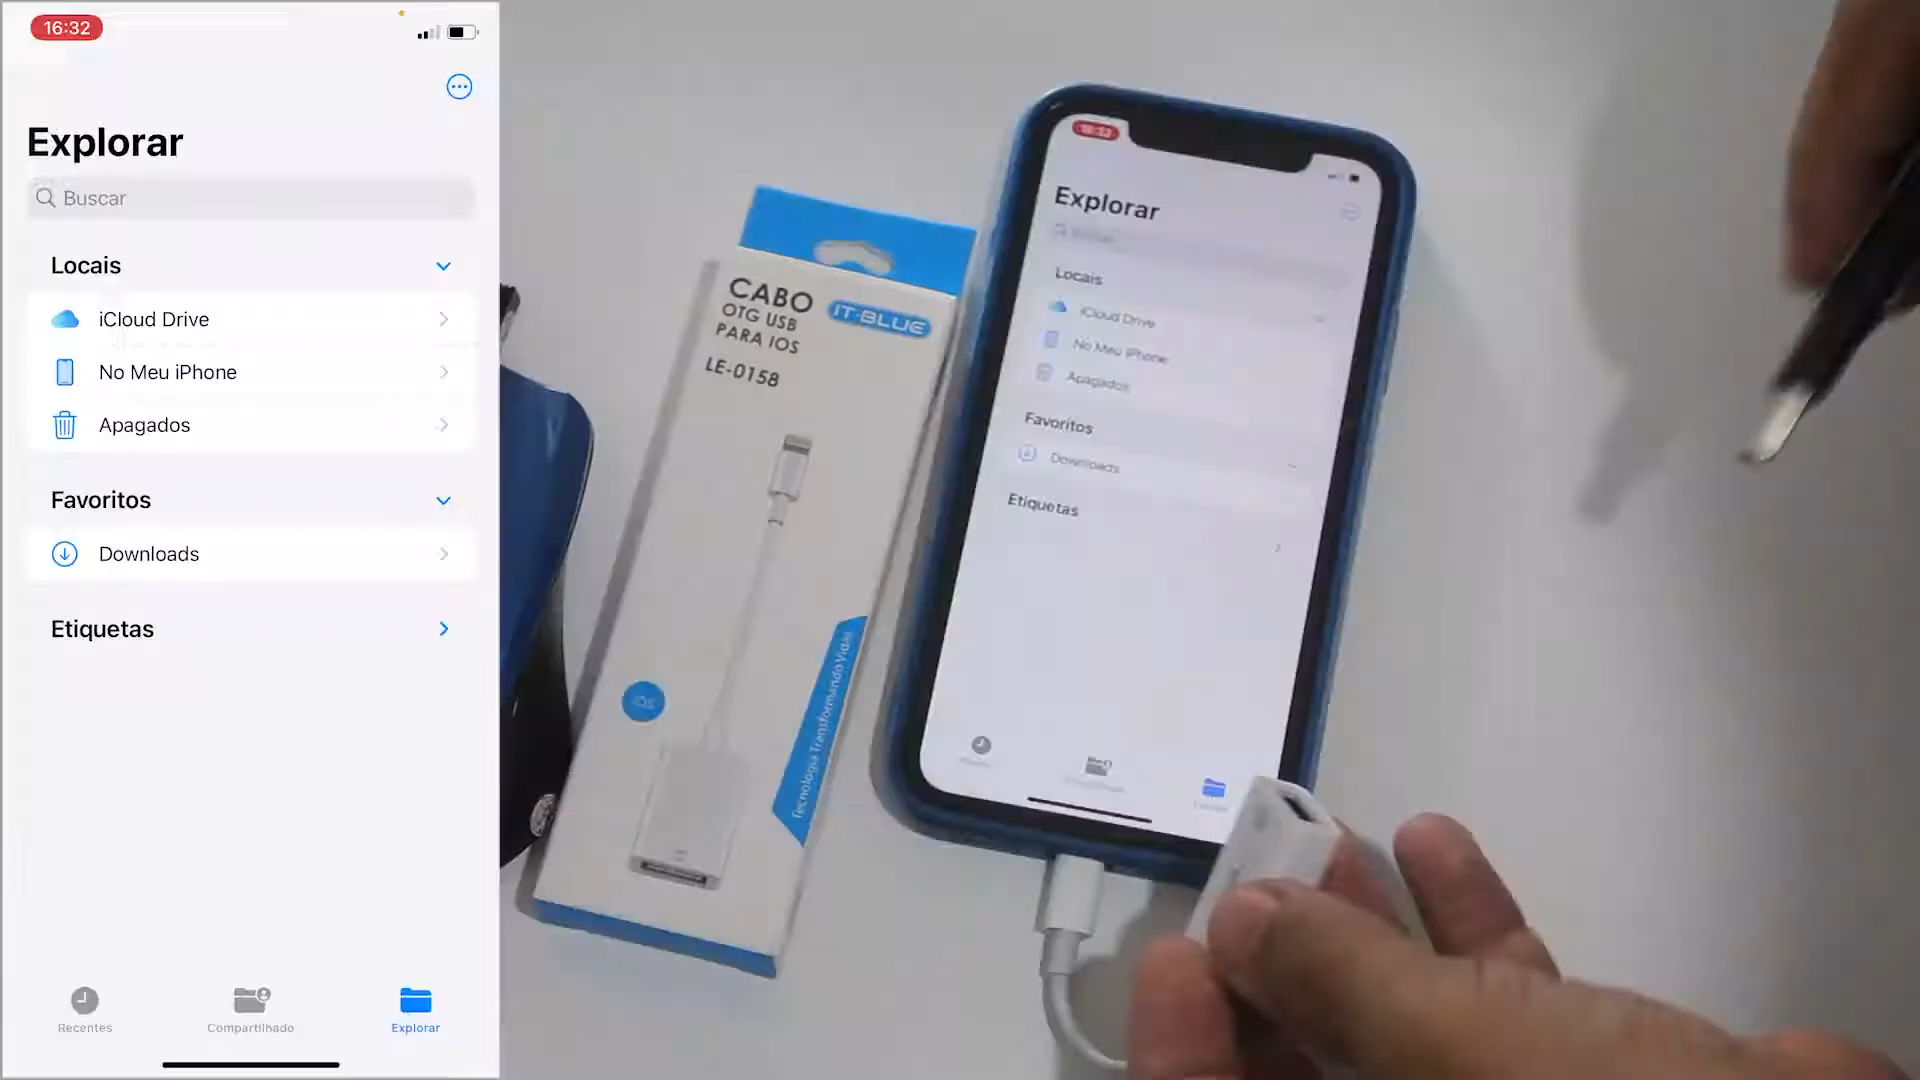 16:32
Explorar
Buscar
Locais
iCloud Drive
No Meu iPhone
Apagados
Favoritos
Downloads
Etiquetas
Recentes
Compartilhado
Explorar
CABO
OTG USB
PARA IOS
IT-BLUE
LE-0158
iOS
Tecnologia Transformando Vidas
16:32
Explorar
Locais
iCloud Drive
No Meu iPhone
Apagados
Favoritos
Downloads
Etiquetas